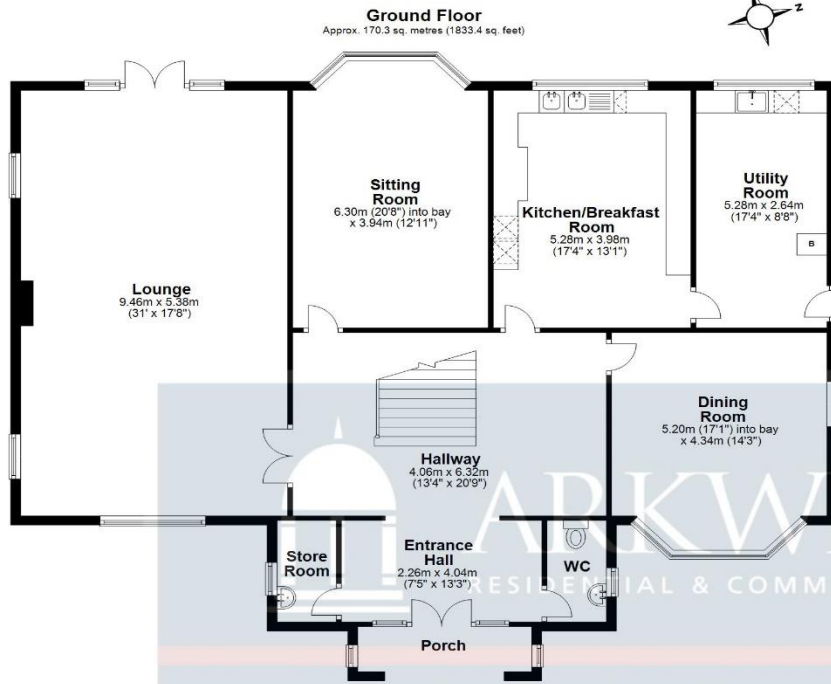 Ground Floor
Approx. 170.3 sq. metres (1833.4 sq. feet)
Z
Sitting
Room
6.30m (20'8") into bay
x 3.94m (12'11")
Kitchen/Breakfast
Room
5.28m x 3.98m
(17'4" x 13'1")
Utility
Room
5.28m x 2.64m
(17'4" x 8'8")
B
Lounge
9.46m x 5.38m
(31' x 17'8")
Dining
Room
5.20m (17'1") into bay
x 4.34m (14'3")
Hallway
4.06m x 6.32m
(13'4" x 20'9")
ARKW
RESIDENTIAL & COMM
Store
Room
Entrance
Hall
2.26m x 4.04m
(7'5" x 13'3")
WC
Porch